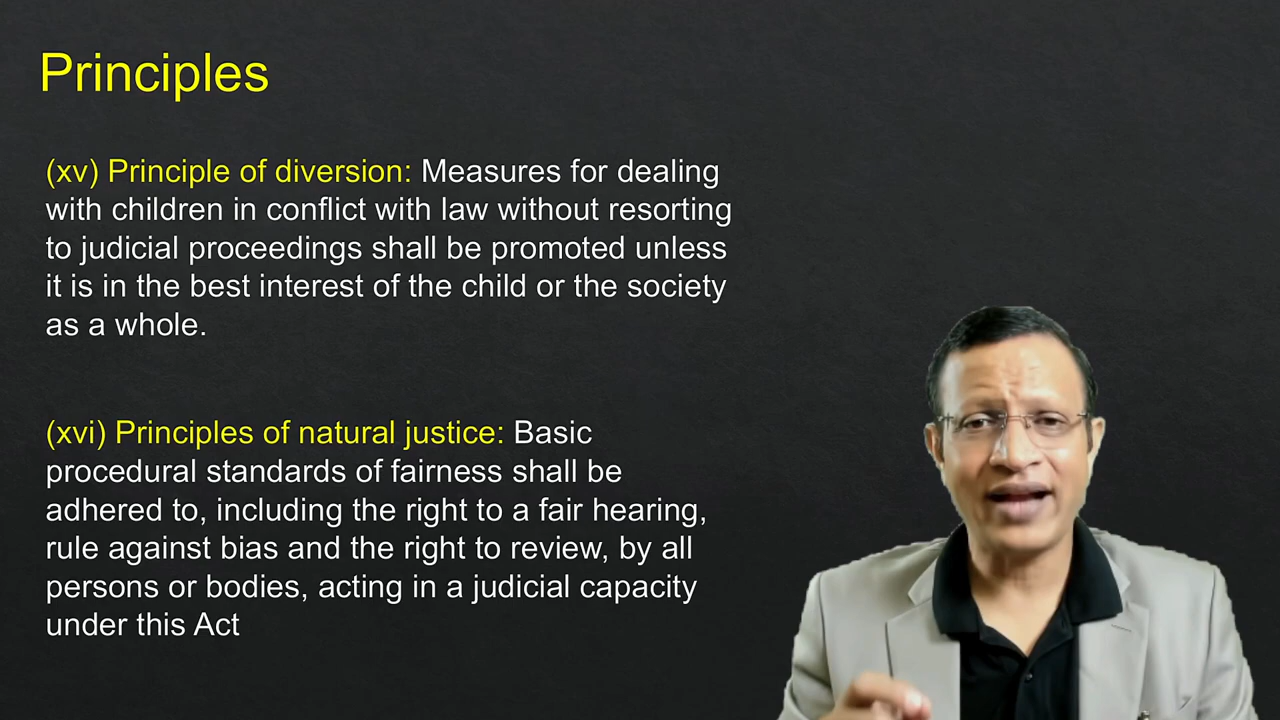 Principles
(xv) Principle of diversion: Measures for dealing
with children in conflict with law without resorting
to judicial proceedings shall be promoted unless
it is in the best interest of the child or the society
as a whole.
(xvi) Principles of natural justice: Basic
procedural standards of fairness shall be
adhered to, including the right to a fair hearing,
rule against bias and the right to review, by all
persons or bodies, acting in a judicial capacity
under this Act